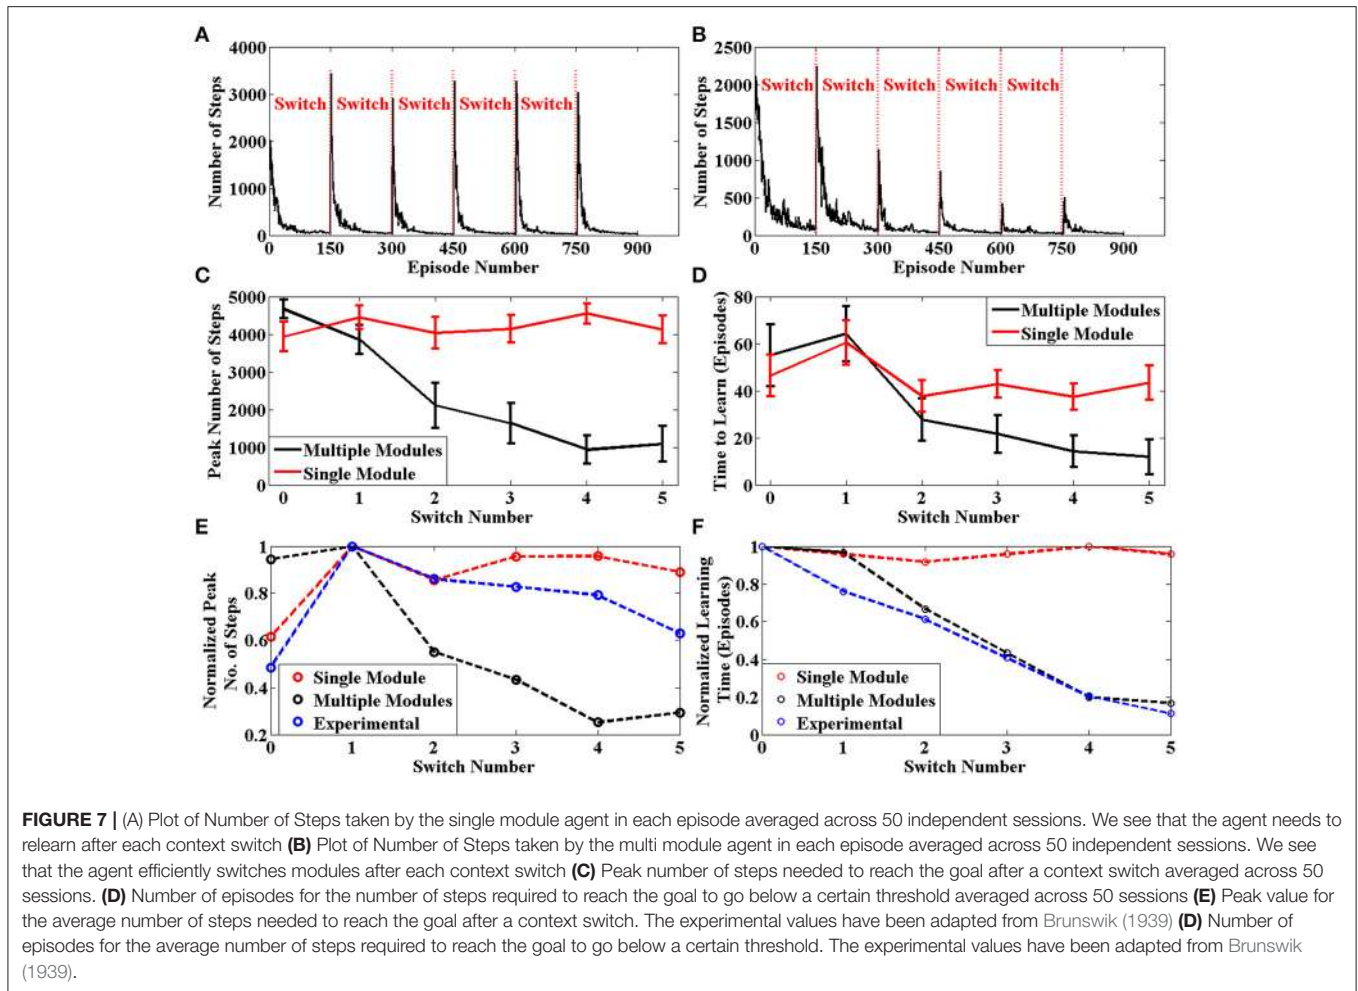 A
4000
3000
2000
1000
0
Number of Steps
Switch Switch Switch Switch Switch
0 150 300 450 600 750 900
Episode Number
B
2500
2000
1500
1000
500
0
Number of Steps
Switch Switch Switch Switch Switch
0 150 300 450 600 750 900
Episode Number
C
5000
4000
3000
2000
1000
0
Peak Number of Steps
Multiple Modules
Single Module
0 1 2 3 4 5
Switch Number
D
80
60
40
20
0
Time to Learn (Episodes)
Multiple Modules
Single Module
0 1 2 3 4 5
Switch Number
E
1
0.8
0.6
0.4
0.2
Normalized Peak
No. of Steps
Single Module
Multiple Modules
Experimental
0 1 2 3 4 5
Switch Number
F
1
0.8
0.6
0.4
0.2
0
Normalized Learning
Time (Episodes)
Single Module
Multiple Modules
Experimental
0 1 2 3 4 5
Switch Number
FIGURE 7 | (A) Plot of Number of Steps taken by the single module agent in each episode averaged across 50 independent sessions. We see that the agent needs to
relearn after each context switch (B) Plot of Number of Steps taken by the multi module agent in each episode averaged across 50 independent sessions. We see
that the agent efficiently switches modules after each context switch (C) Peak number of steps needed to reach the goal after a context switch averaged across 50
sessions. (D) Number of episodes for the number of steps required to reach the goal to go below a certain threshold averaged across 50 sessions (E) Peak value for
the average number of steps needed to reach the goal after a context switch. The experimental values have been adapted from Brunswik (1939) (D) Number of
episodes for the average number of steps required to reach the goal to go below a certain threshold. The experimental values have been adapted from Brunswik
(1939).